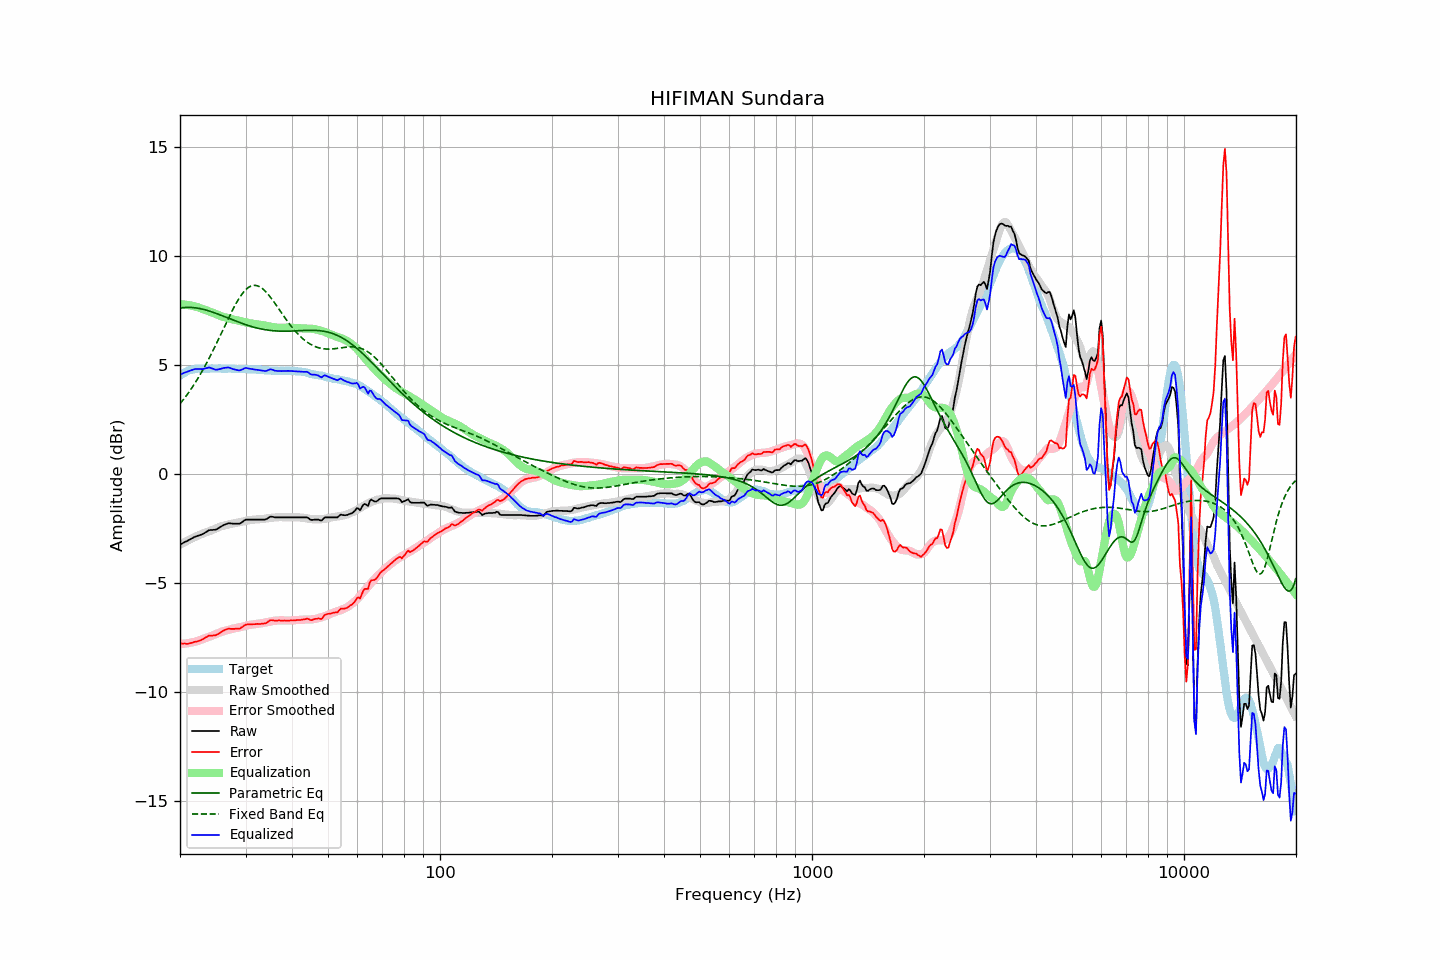 HIFIMAN Sundara
15
10
5
0
−5
−10
−15
Amplitude (dBr)
Target
Raw Smoothed
Error Smoothed
Raw
Error
Equalization
Parametric Eq
Fixed Band Eq
Equalized
100
1000
10000
Frequency (Hz)